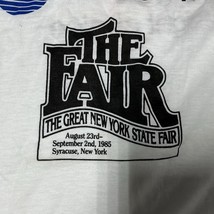 THE
FAIR
THE GREAT NEW YORK STATE FAIR
August 23rd-
September 2nd, 1985
Syracuse, New York